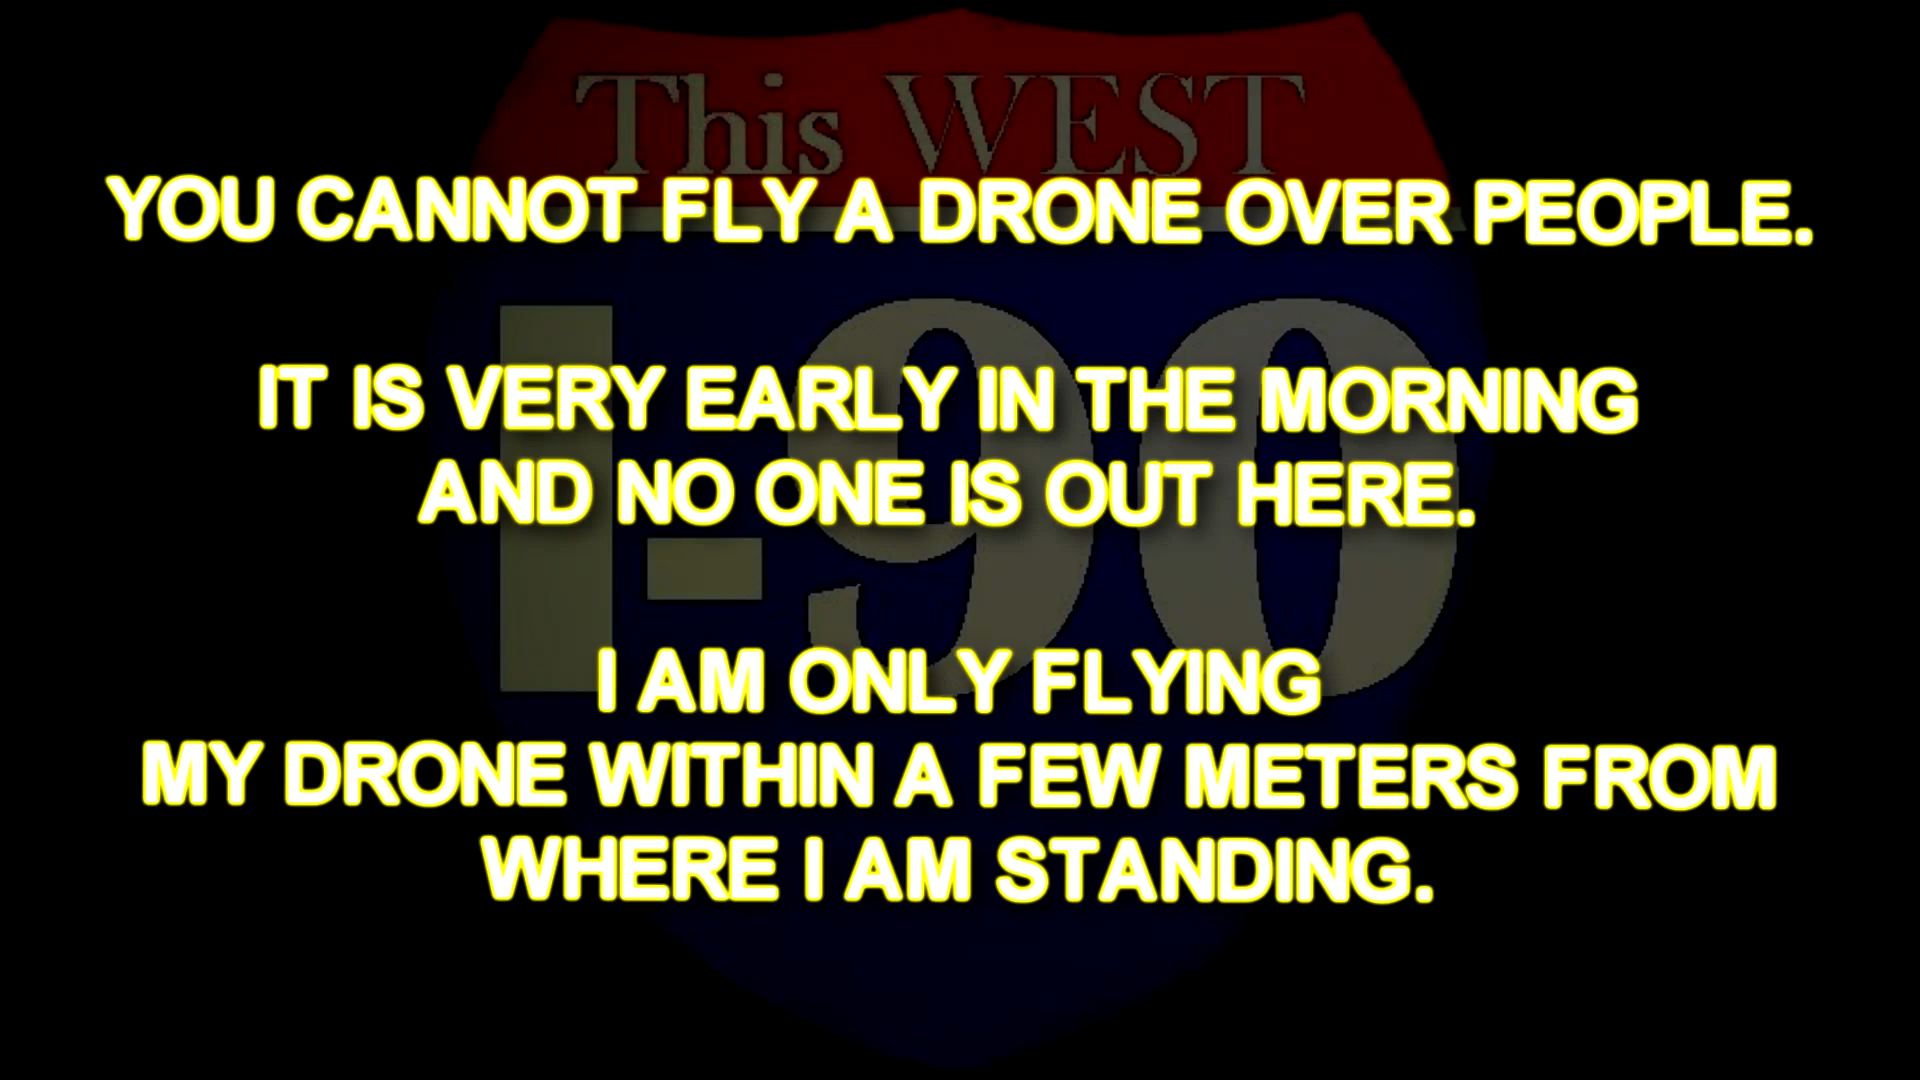 This WEST
YOU CANNOT FLY A DRONE OVER PEOPLE.
I-90
IT IS VERY EARLY IN THE MORNING
AND NO ONE IS OUT HERE.
I AM ONLY FLYING
MY DRONE WITHIN A FEW METERS FROM
WHERE I AM STANDING.